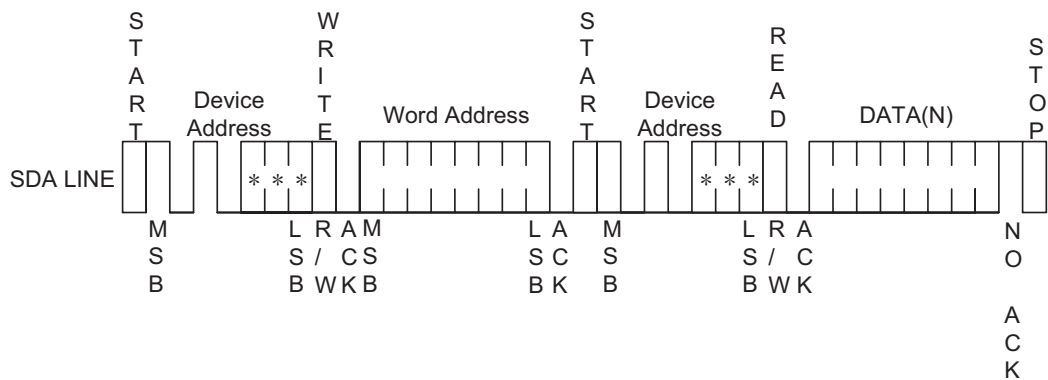 START
WRITE
START
READ
STOP
Device
Address
Word Address
Device
Address
DATA(N)
SDA LINE
* * *
* * *
MSB
LSB
R/W
ACK
MSB
LSB
ACK
MSB
LSB
R/W
ACK
NO ACK